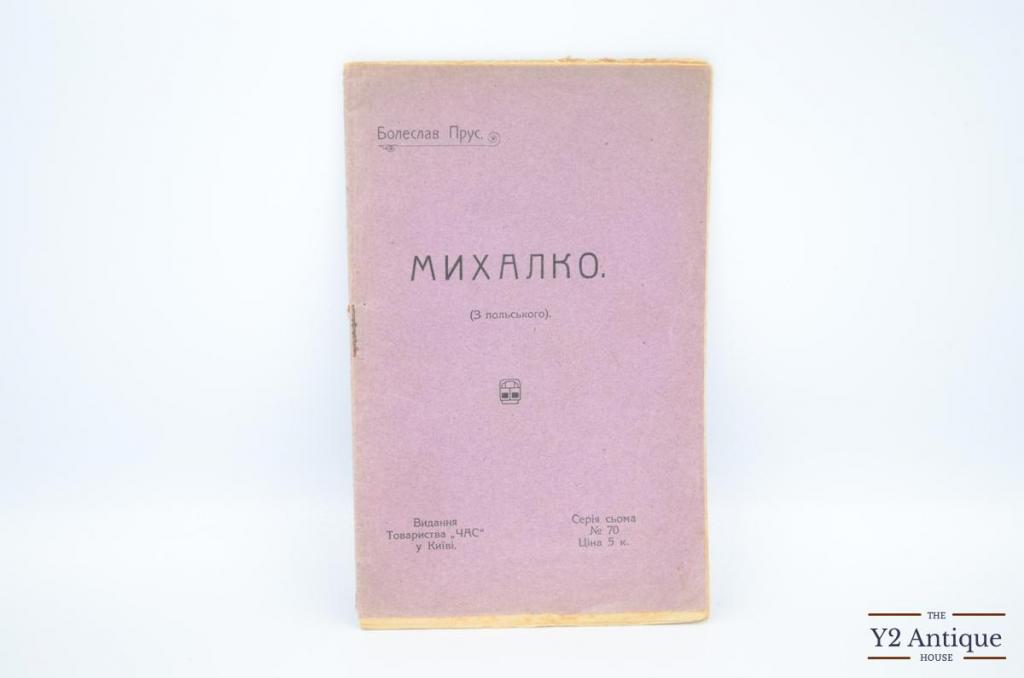 Болеслав Прус.
МИХАЛКО.
(З польського).
Видання
Товариства „ЧАС“
у Київі.
Серія сьома
№ 70
Ціна 5 к.
THE
Y2 Antique
HOUSE